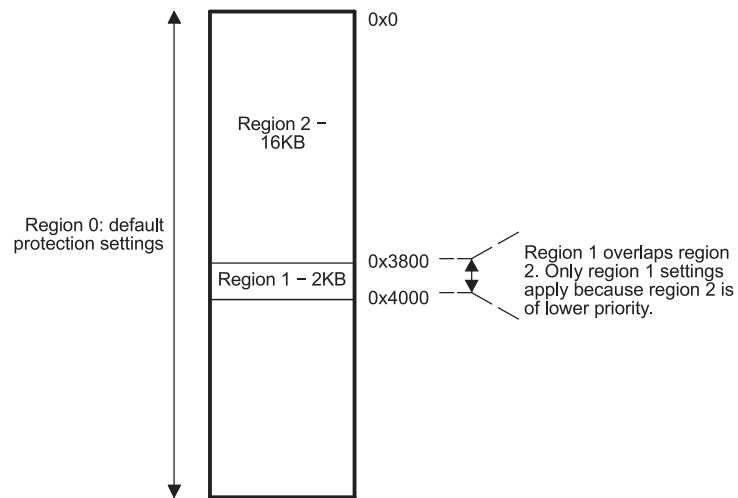 0x0
Region 2 −
16KB
Region 0: default
protection settings
0x3800
Region 1 − 2KB
0x4000
Region 1 overlaps region
2. Only region 1 settings
apply because region 2 is
of lower priority.